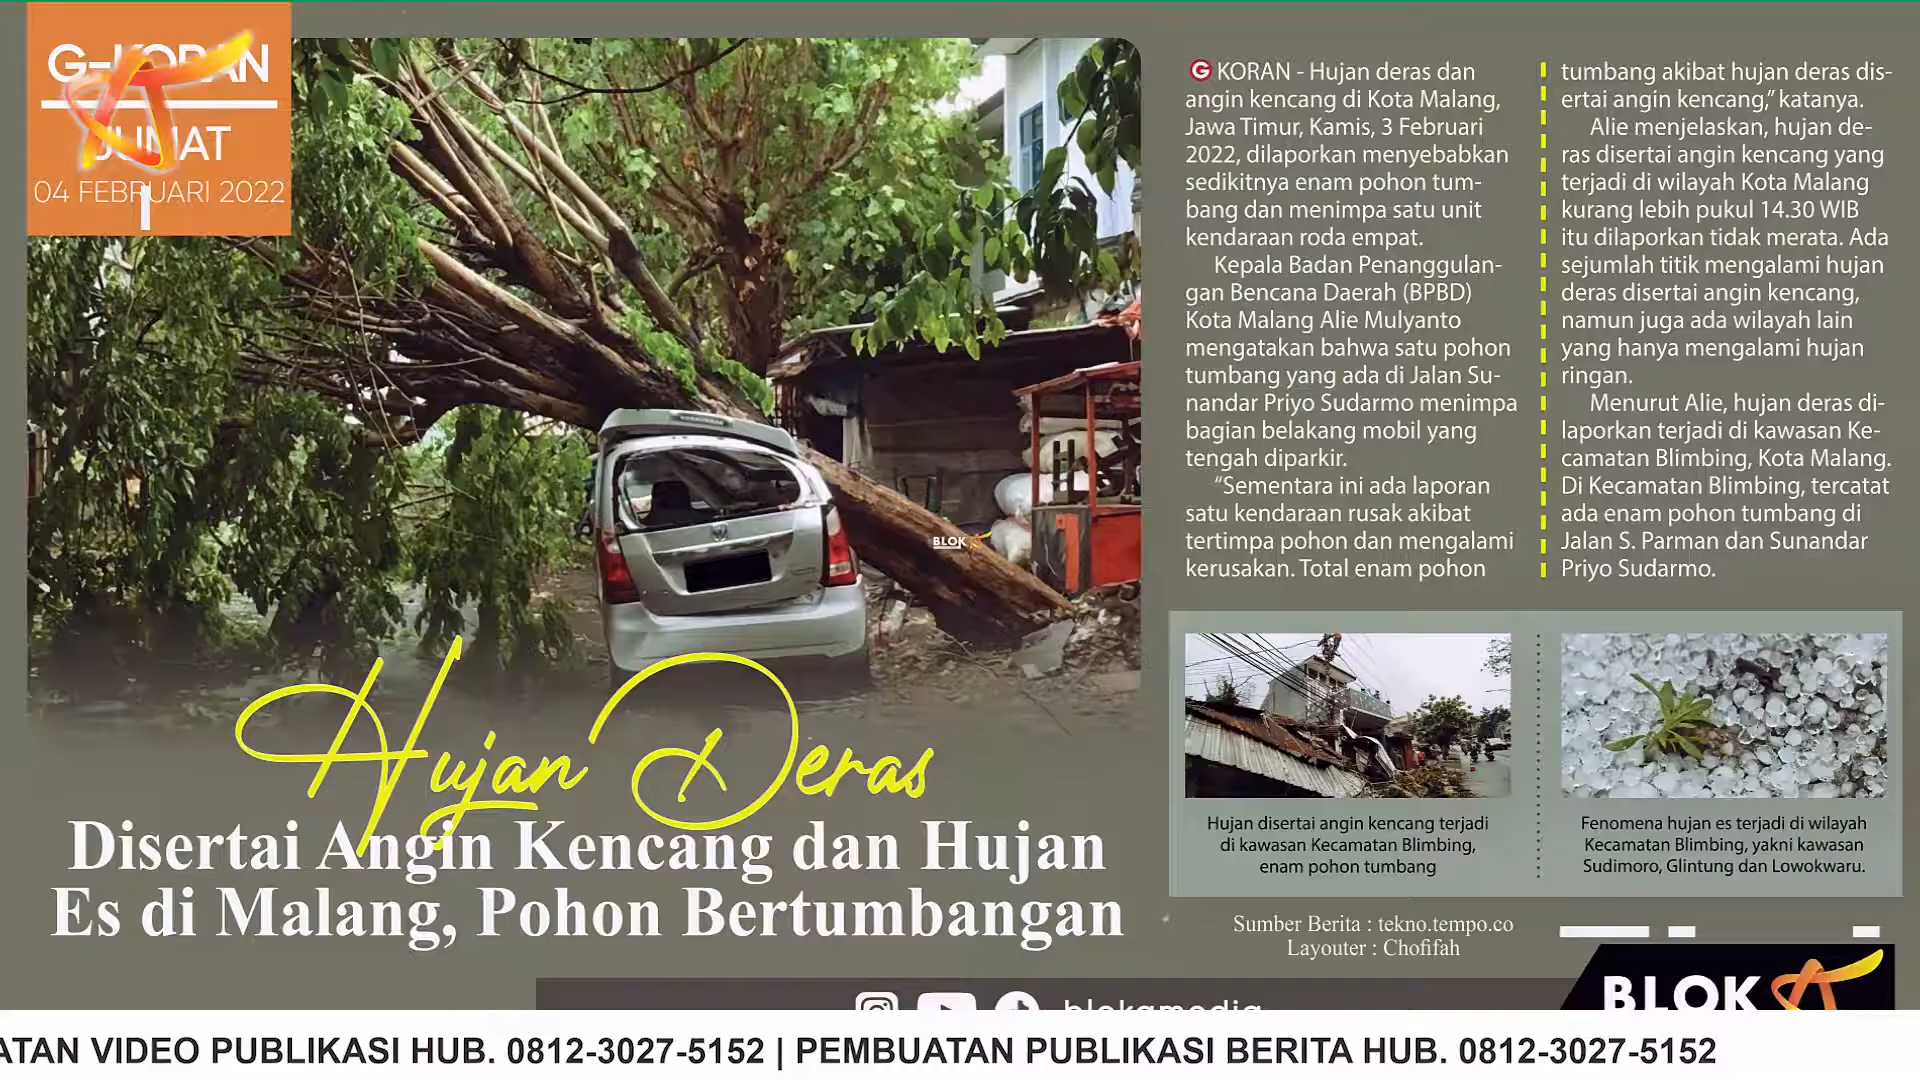 G-KORAN
JUMAT
04 FEBRUARI 2022
G KORAN - Hujan deras dan
angin kencang di Kota Malang,
Jawa Timur, Kamis, 3 Februari
2022, dilaporkan menyebabkan
sedikitnya enam pohon tum-
bang dan menimpa satu unit
kendaraan roda empat.
Kepala Badan Penanggulan-
gan Bencana Daerah (BPBD)
Kota Malang Alie Mulyanto
mengatakan bahwa satu pohon
tumbang yang ada di Jalan Su-
nandar Priyo Sudarmo menimpa
bagian belakang mobil yang
tengah diparkir.
“Sementara ini ada laporan
satu kendaraan rusak akibat
tertimpa pohon dan mengalami
kerusakan. Total enam pohon
tumbang akibat hujan deras dis-
ertai angin kencang,” katanya.
Alie menjelaskan, hujan de-
ras disertai angin kencang yang
terjadi di wilayah Kota Malang
kurang lebih pukul 14.30 WIB
itu dilaporkan tidak merata. Ada
sejumlah titik mengalami hujan
deras disertai angin kencang,
namun juga ada wilayah lain
yang hanya mengalami hujan
ringan.
Menurut Alie, hujan deras di-
laporkan terjadi di kawasan Ke-
camatan Blimbing, Kota Malang.
Di Kecamatan Blimbing, tercatat
ada enam pohon tumbang di
Jalan S. Parman dan Sunandar
Priyo Sudarmo.
BLOK
Hujan Deras
Disertai Angin Kencang dan Hujan
Es di Malang, Pohon Bertumbangan
Hujan disertai angin kencang terjadi
di kawasan Kecamatan Blimbing,
enam pohon tumbang
Fenomena hujan es terjadi di wilayah
Kecamatan Blimbing, yakni kawasan
Sudimoro, Glintung dan Lowokwaru.
Sumber Berita : tekno.tempo.co
Layouter : Chofifah
blokamedia
BLOK A
ATAN VIDEO PUBLIKASI HUB. 0812-3027-5152 | PEMBUATAN PUBLIKASI BERITA HUB. 0812-3027-5152